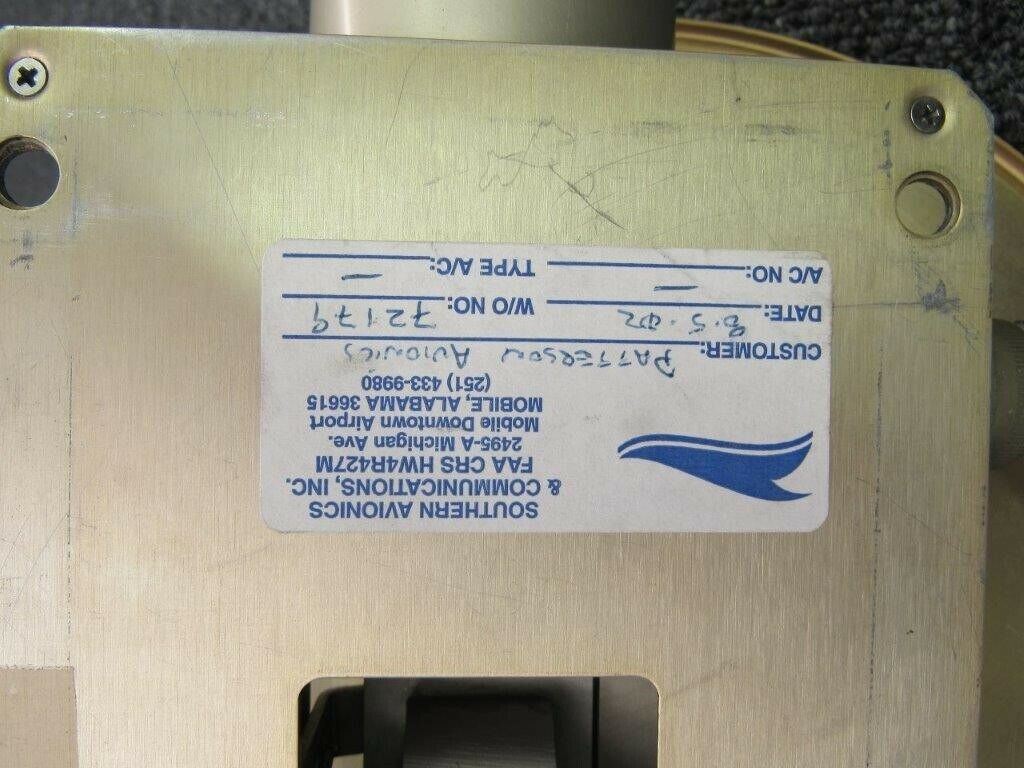 SOUTHERN AVIONICS
& COMMUNICATIONS, INC.
FAA CRS HW4R427M
2495-A Michigan Ave.
Mobile Downtown Airport
MOBILE, ALABAMA 36615
(251) 433-9980
CUSTOMER: PATTERSON AVIONICS
DATE: 8.5.02 W/O NO: 72179
A/C NO: — TYPE A/C: —